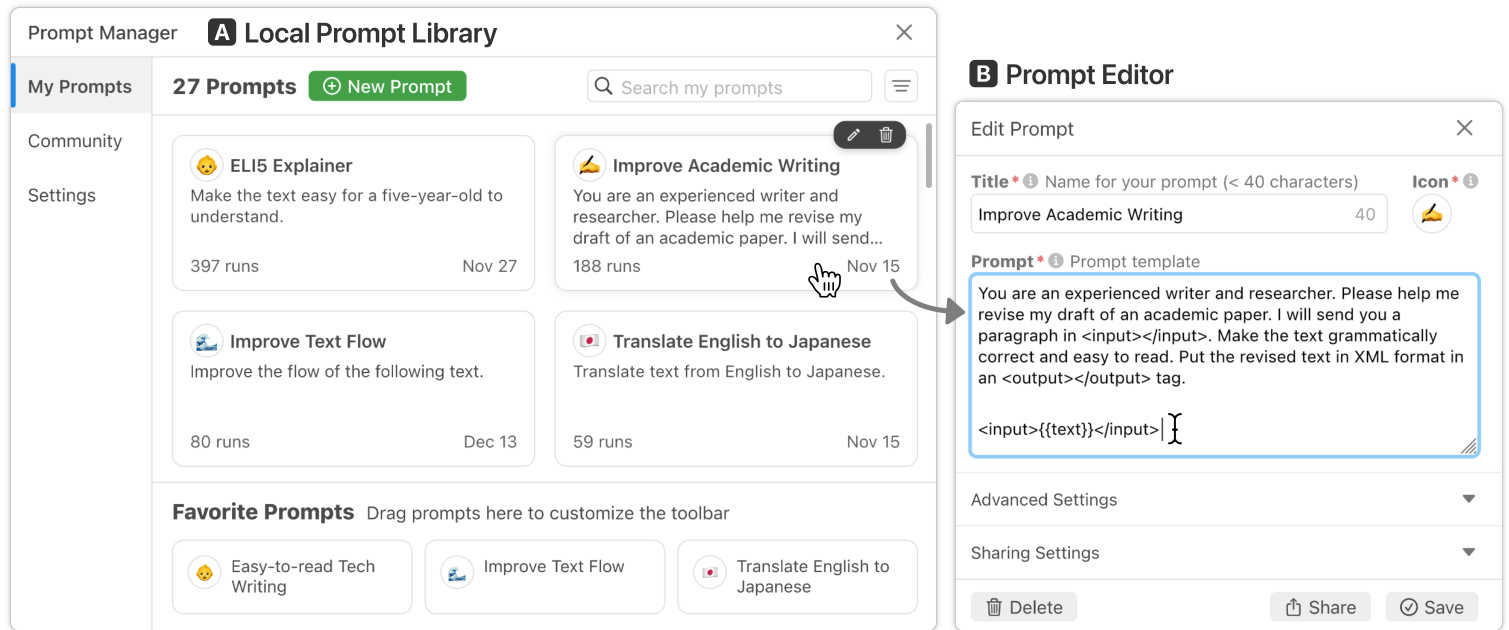 Prompt Manager
A Local Prompt Library
My Prompts
Community
Settings
27 Prompts
New Prompt
Search my prompts
ELI5 Explainer
Make the text easy for a five-year-old to
understand.
397 runs
Nov 27
Improve Academic Writing
You are an experienced writer and
researcher. Please help me revise my
draft of an academic paper. I will send...
188 runs
Nov 15
Improve Text Flow
Improve the flow of the following text.
80 runs
Dec 13
Translate English to Japanese
Translate text from English to Japanese.
59 runs
Nov 15
Favorite Prompts
Drag prompts here to customize the toolbar
Easy-to-read Tech
Writing
Improve Text Flow
Translate English to
Japanese
B Prompt Editor
Edit Prompt
Title* Name for your prompt (< 40 characters)
Icon*
Improve Academic Writing
40
Prompt* Prompt template
You are an experienced writer and researcher. Please help me
revise my draft of an academic paper. I will send you a
paragraph in <input></input>. Make the text grammatically
correct and easy to read. Put the revised text in XML format in
an <output></output> tag.
<input>{{text}}</input>
Advanced Settings
Sharing Settings
Delete
Share
Save